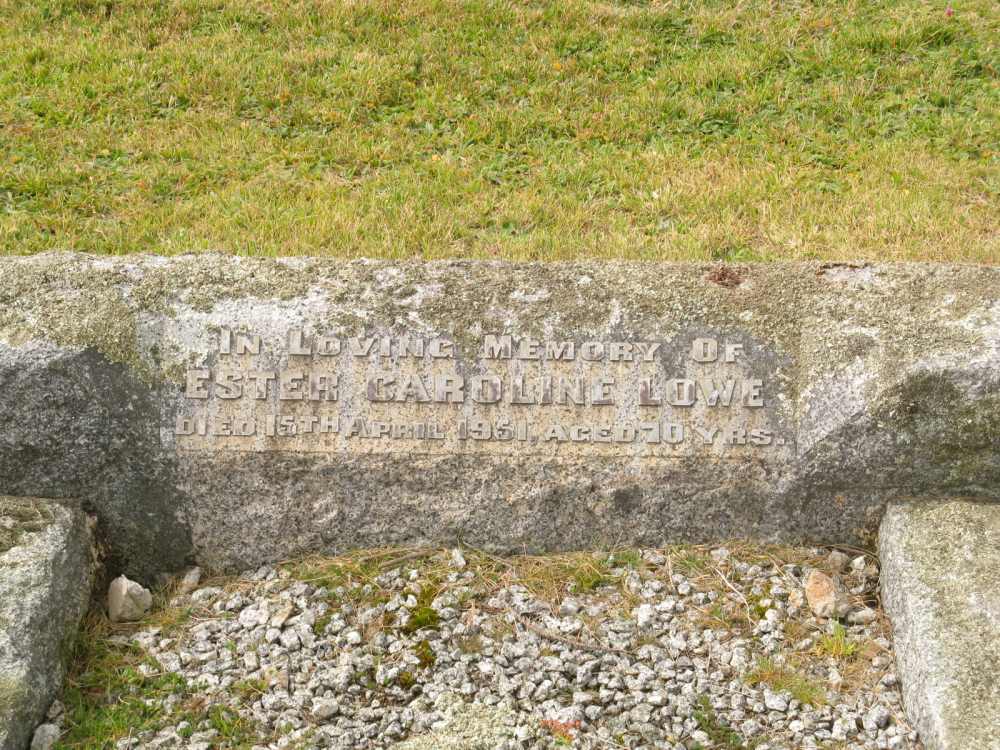 IN LOVING MEMORY OF
ESTER CAROLINE LOWE
DIED 15TH APRIL 1951, AGED 70 YRS.